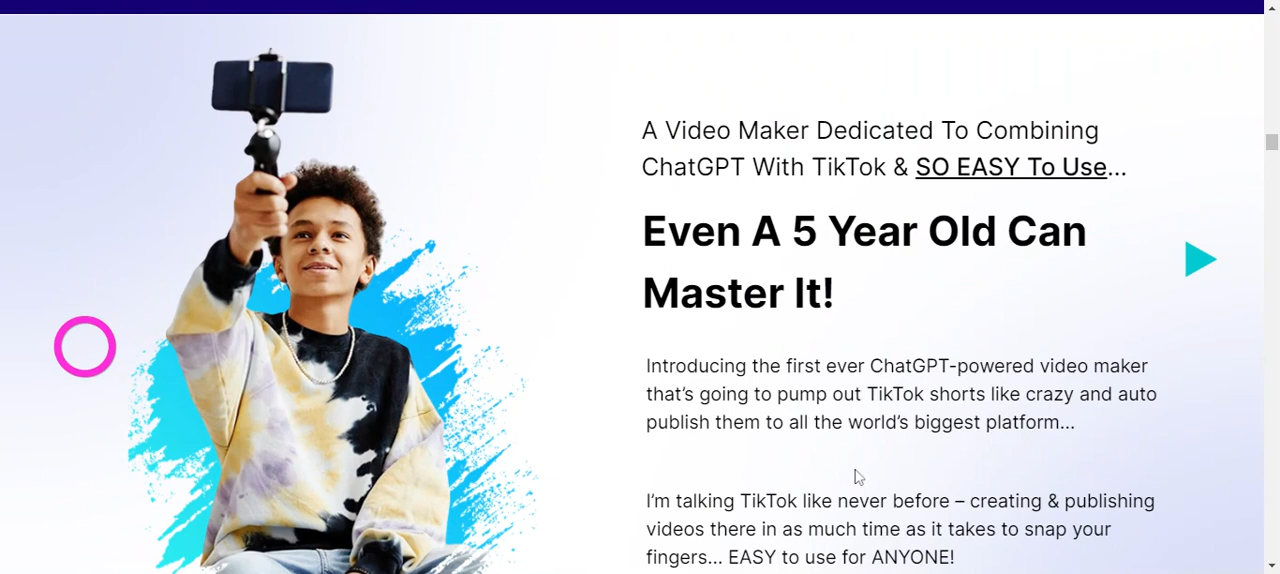 A Video Maker Dedicated To Combining
ChatGPT With TikTok & SO EASY To Use...
Even A 5 Year Old Can
Master It!
Introducing the first ever ChatGPT-powered video maker
that’s going to pump out TikTok shorts like crazy and auto
publish them to all the world’s biggest platform...
I’m talking TikTok like never before – creating & publishing
videos there in as much time as it takes to snap your
fingers... EASY to use for ANYONE!